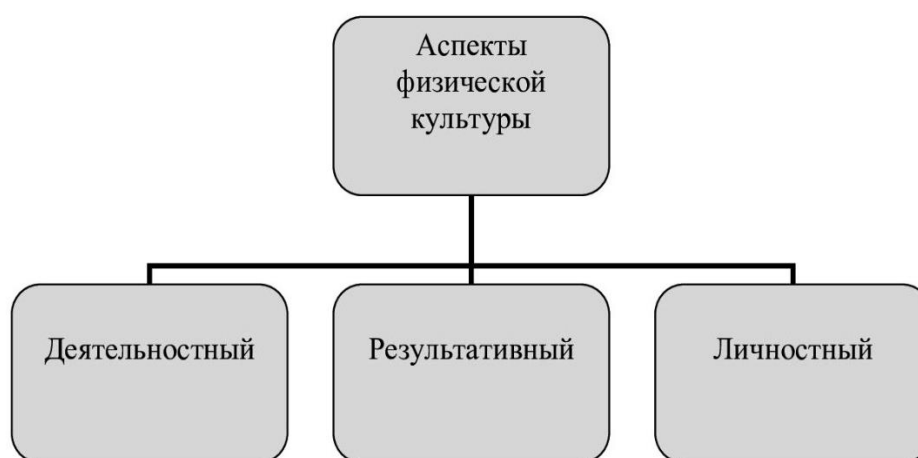 Аспекты
физической
культуры
Деятельностный
Результативный
Личностный